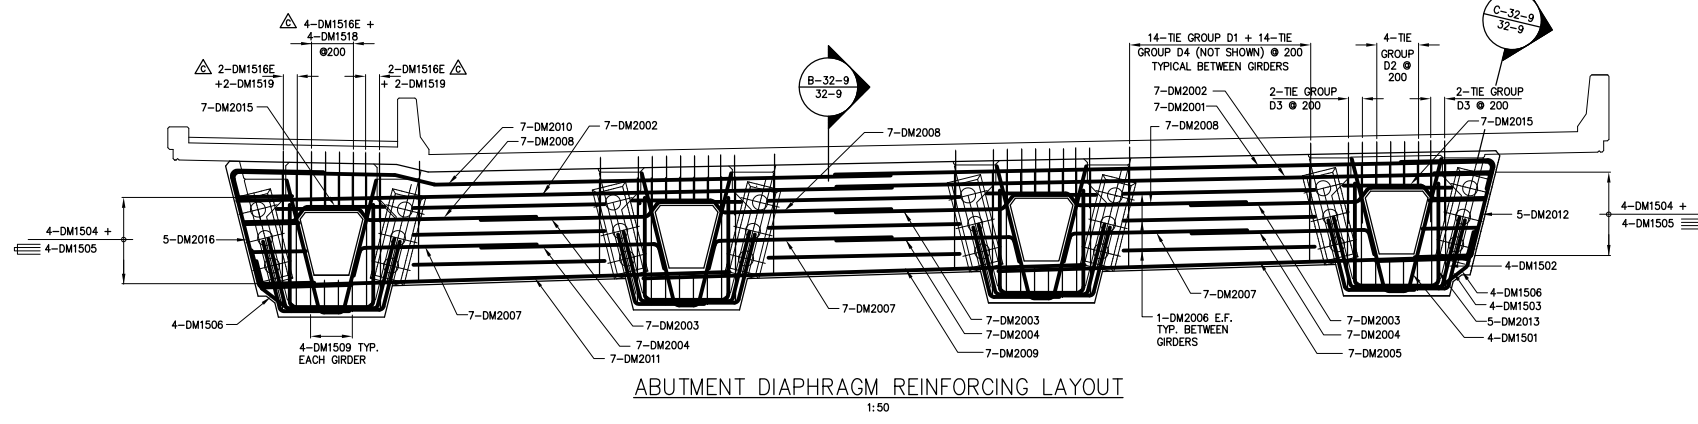 C
4-DM1516E +
4-DM1518
@200
C
2-DM1516E
+2-DM1519
2-DM1516E
C
+ 2-DM1519
7-DM2015
7-DM2010
7-DM2002
7-DM2008
B-32-9
32-9
7-DM2008
14-TIE GROUP D1 + 14-TIE
GROUP D4 (NOT SHOWN) @ 200
TYPICAL BETWEEN GIRDERS
7-DM2002
7-DM2001
7-DM2008
4-TIE
GROUP
D2 @
200
2-TIE GROUP
D3 @ 200
2-TIE GROUP
D3 @ 200
C-32-9
32-9
7-DM2015
4-DM1504 +
4-DM1505
5-DM2016
4-DM1506
4-DM1509 TYP.
EACH GIRDER
7-DM2007
7-DM2003
7-DM2004
7-DM2011
7-DM2007
7-DM2003
7-DM2004
7-DM2009
1-DM2006 E.F.
TYP. BETWEEN
GIRDERS
7-DM2007
7-DM2003
7-DM2004
7-DM2005
4-DM1504 +
4-DM1505
5-DM2012
4-DM1502
4-DM1506
4-DM1503
5-DM2013
4-DM1501
ABUTMENT DIAPHRAGM REINFORCING LAYOUT
1:50